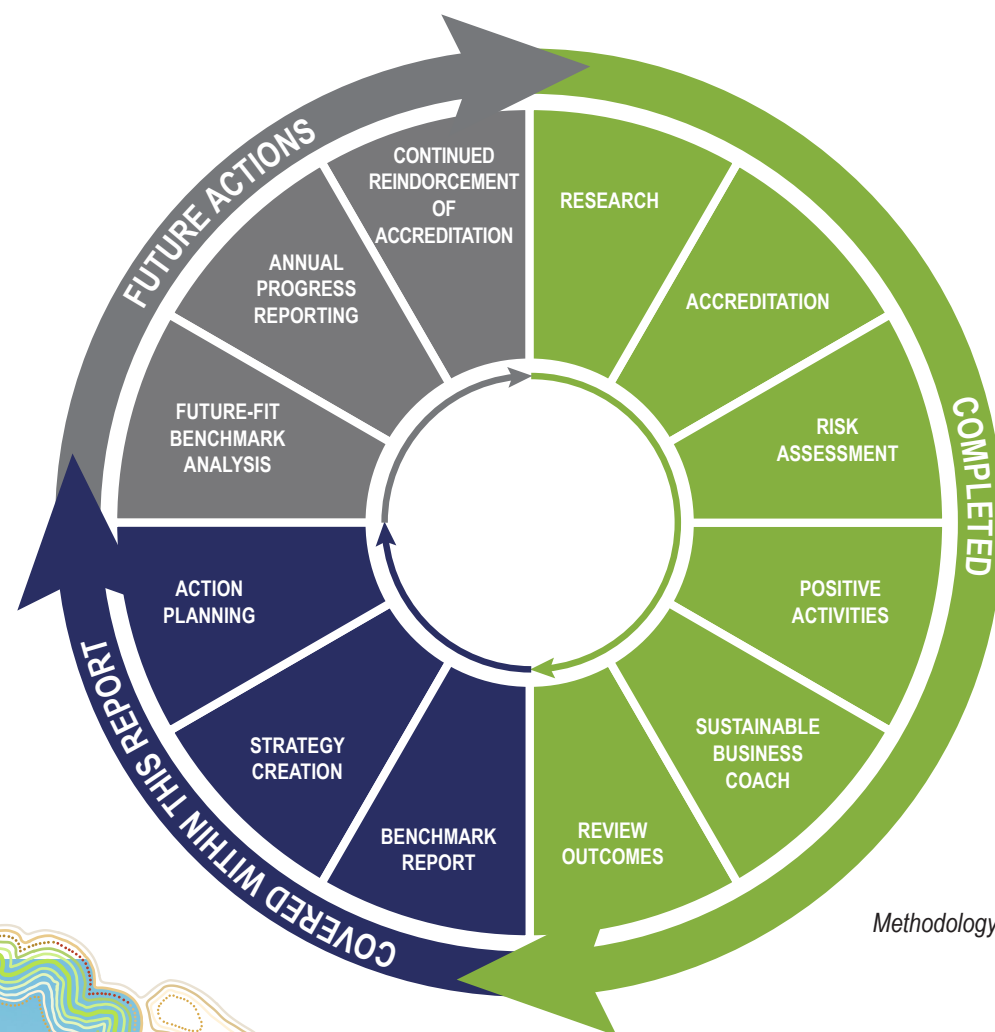 FUTURE ACTIONS
CONTINUED
REINDORCEMENT
OF
ACCREDITATION
RESEARCH
ANNUAL
PROGRESS
REPORTING
ACCREDITATION
FUTURE-FIT
BENCHMARK
ANALYSIS
RISK
ASSESSMENT
COMPLETED
ACTION
PLANNING
POSITIVE
ACTIVITIES
STRATEGY
CREATION
SUSTAINABLE
BUSINESS
COACH
BENCHMARK
REPORT
REVIEW
OUTCOMES
COVERED WITHIN THIS REPORT
Methodology